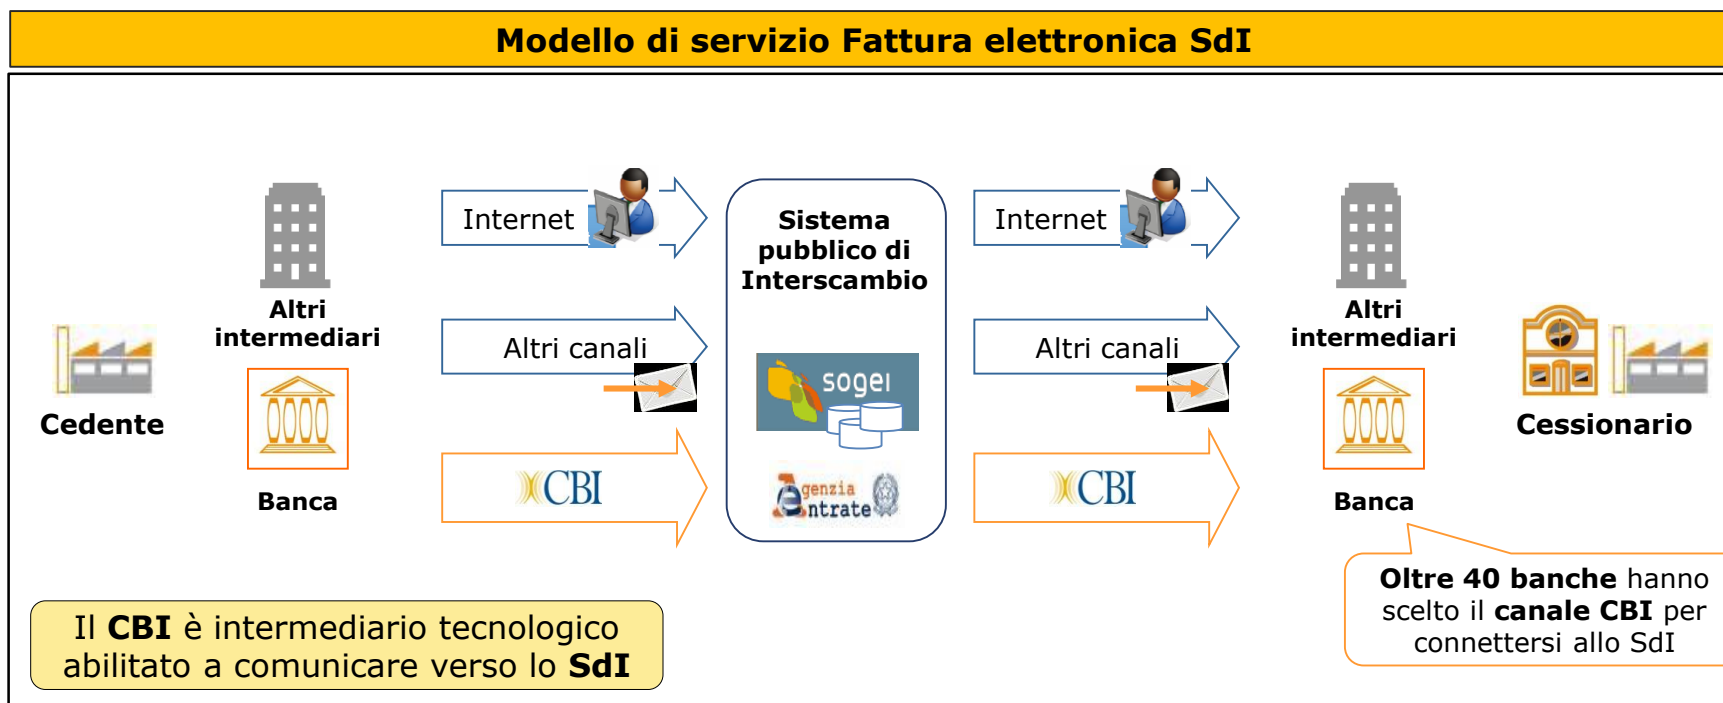 Modello di servizio Fattura elettronica SdI
Cedente
Altri
intermediari
Banca
Internet
Altri canali
CBI
Sistema
pubblico di
Interscambio
sogei
Agenzia
Entrate
Internet
Altri canali
CBI
Altri
intermediari
Banca
Cessionario
Il CBI è intermediario tecnologico
abilitato a comunicare verso lo SdI
Oltre 40 banche hanno
scelto il canale CBI per
connettersi allo SdI